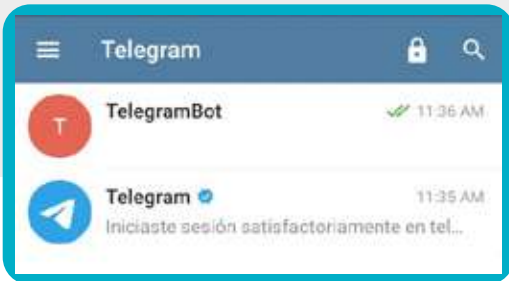 Telegram
T
TelegramBot 11:36 AM
Telegram 11:35 AM
Iniciaste sesión satisfactoriamente en tel...